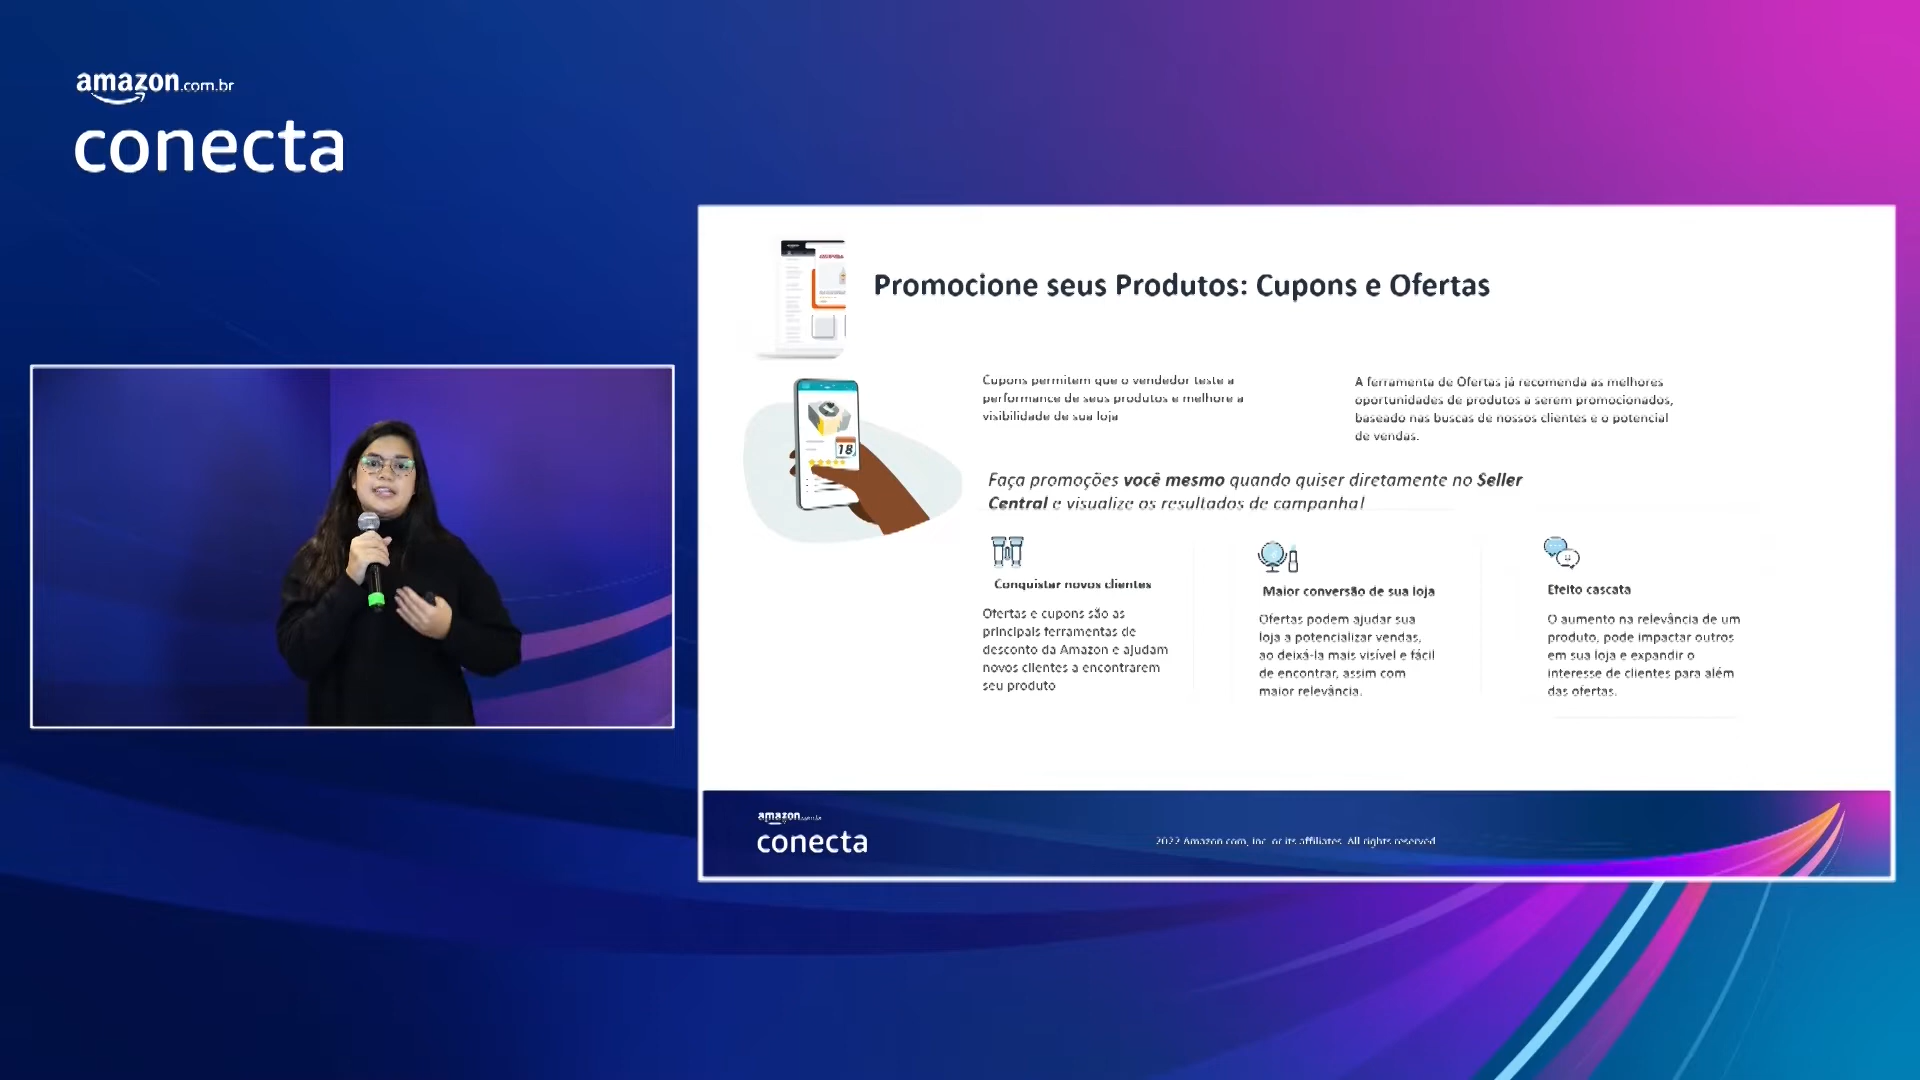 amazon.com.br
conecta
Promocione seus Produtos: Cupons e Ofertas
Cupons permitem que o vendedor teste a
performance de seus produtos e melhore a
visibilidade de sua loja
A ferramenta de Ofertas já recomenda as melhores
oportunidades de produtos a serem promocionados,
baseado nas buscas de nossos clientes e o potencial
de vendas.
18
Faça promoções você mesmo quando quiser diretamente no Seller
Central e visualize os resultados de campanha!
Conquistar novos clientes
Ofertas e cupons são as
principais ferramentas de
desconto da Amazon e ajudam
novos clientes a encontrarem
seu produto
Maior conversão de sua loja
Ofertas podem ajudar sua
loja a potencializar vendas,
ao deixá-la mais visível e fácil
de encontrar, assim com
maior relevância.
Efeito cascata
O aumento na relevância de um
produto, pode impactar outros
em sua loja e expandir o
interesse de clientes para além
das ofertas.
amazon.com.br
conecta
2022 Amazon.com, Inc. or its affiliates. All rights reserved